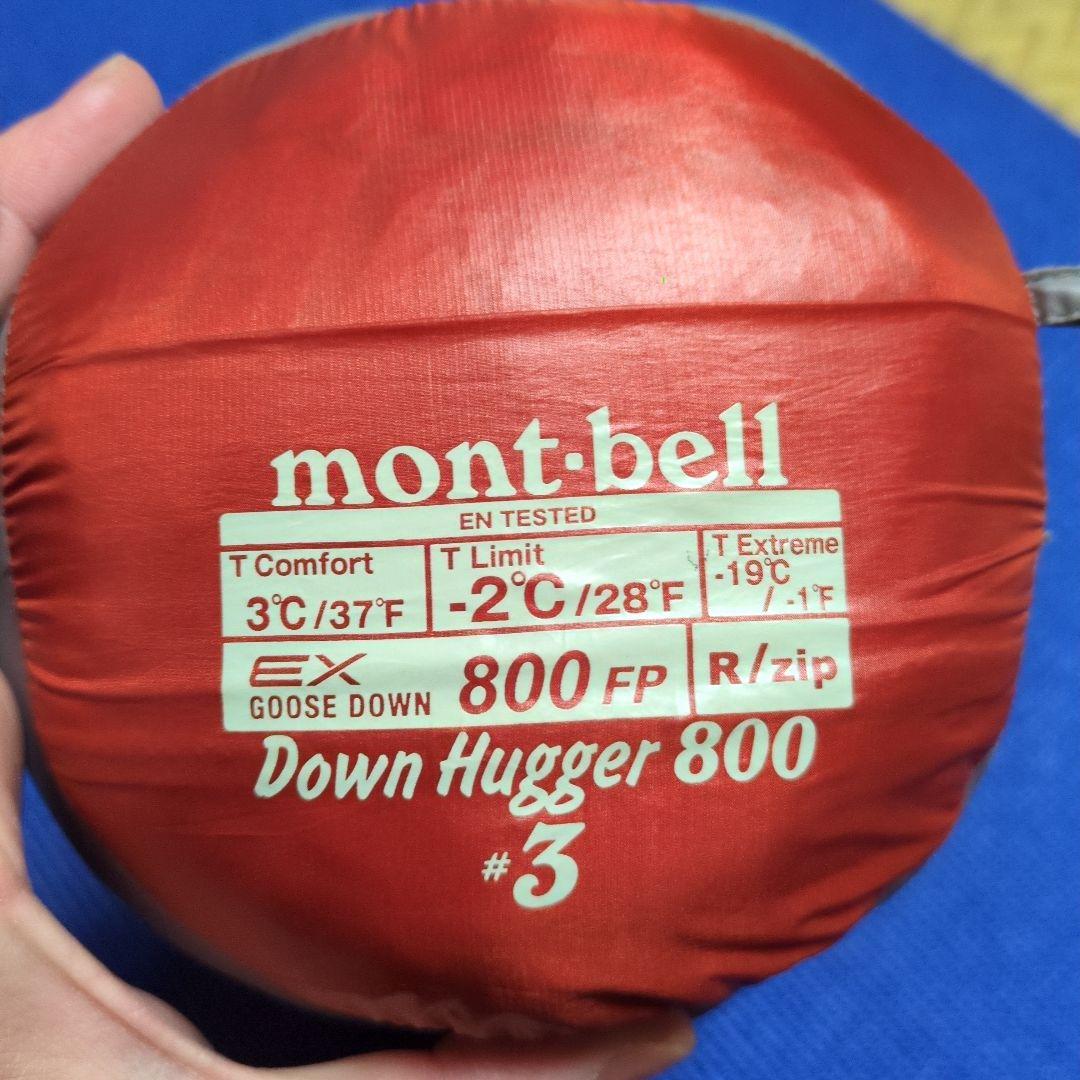 mont-bell
EN TESTED
T Comfort
3℃/37°F
T Limit
-2℃/28°F
T Extreme
-19℃
/ -1°F
EX
GOOSE DOWN
800 FP
R/zip
Down Hugger 800
#3